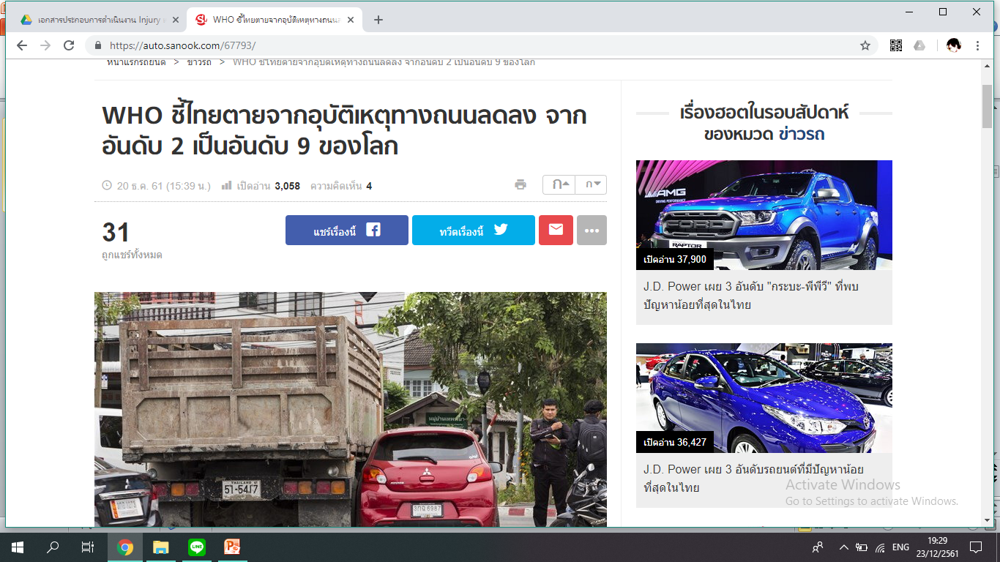 เอกสารประกอบการดำเนินงาน Injury
WHO ชี้ไทยตายจากอุบัติเหตุทางถนนล
https://auto.sanook.com/67793/
หน้าแรกรถยนต์ > ข่าวรถ > WHO ชี้ไทยตายจากอุบัติเหตุทางถนนลดลง จากอันดับ 2 เป็นอันดับ 9 ของโลก
WHO ชี้ไทยตายจากอุบัติเหตุทางถนนลดลง จาก
อันดับ 2 เป็นอันดับ 9 ของโลก
20 ธ.ค. 61 (15:39 น.) เปิดอ่าน 3,058 ความคิดเห็น 4
ก ก
31
ถูกแชร์ทั้งหมด
แชร์เรื่องนี้ ทวีตเรื่องนี้
หมู่บ้านเทพพนา
THAILAND
51-5417
MITSUBISHI
6987
เรื่องฮอตในรอบสัปดาห์
ของหมวด ข่าวรถ
AMG
DRIVING PERFORMANCE
FORD
RAPTOR
เปิดอ่าน 37,900
J.D. Power เผย 3 อันดับ "กระบะ-พีพีวี" ที่พบ
ปัญหาน้อยที่สุดในไทย
เปิดอ่าน 36,427
J.D. Power เผย 3 อันดับรถยนต์ที่มีปัญหาน้อย
ที่สุดในไทย
Activate Windows
Go to Settings to activate Windows.
LINE
ENG
19:29
23/12/2561